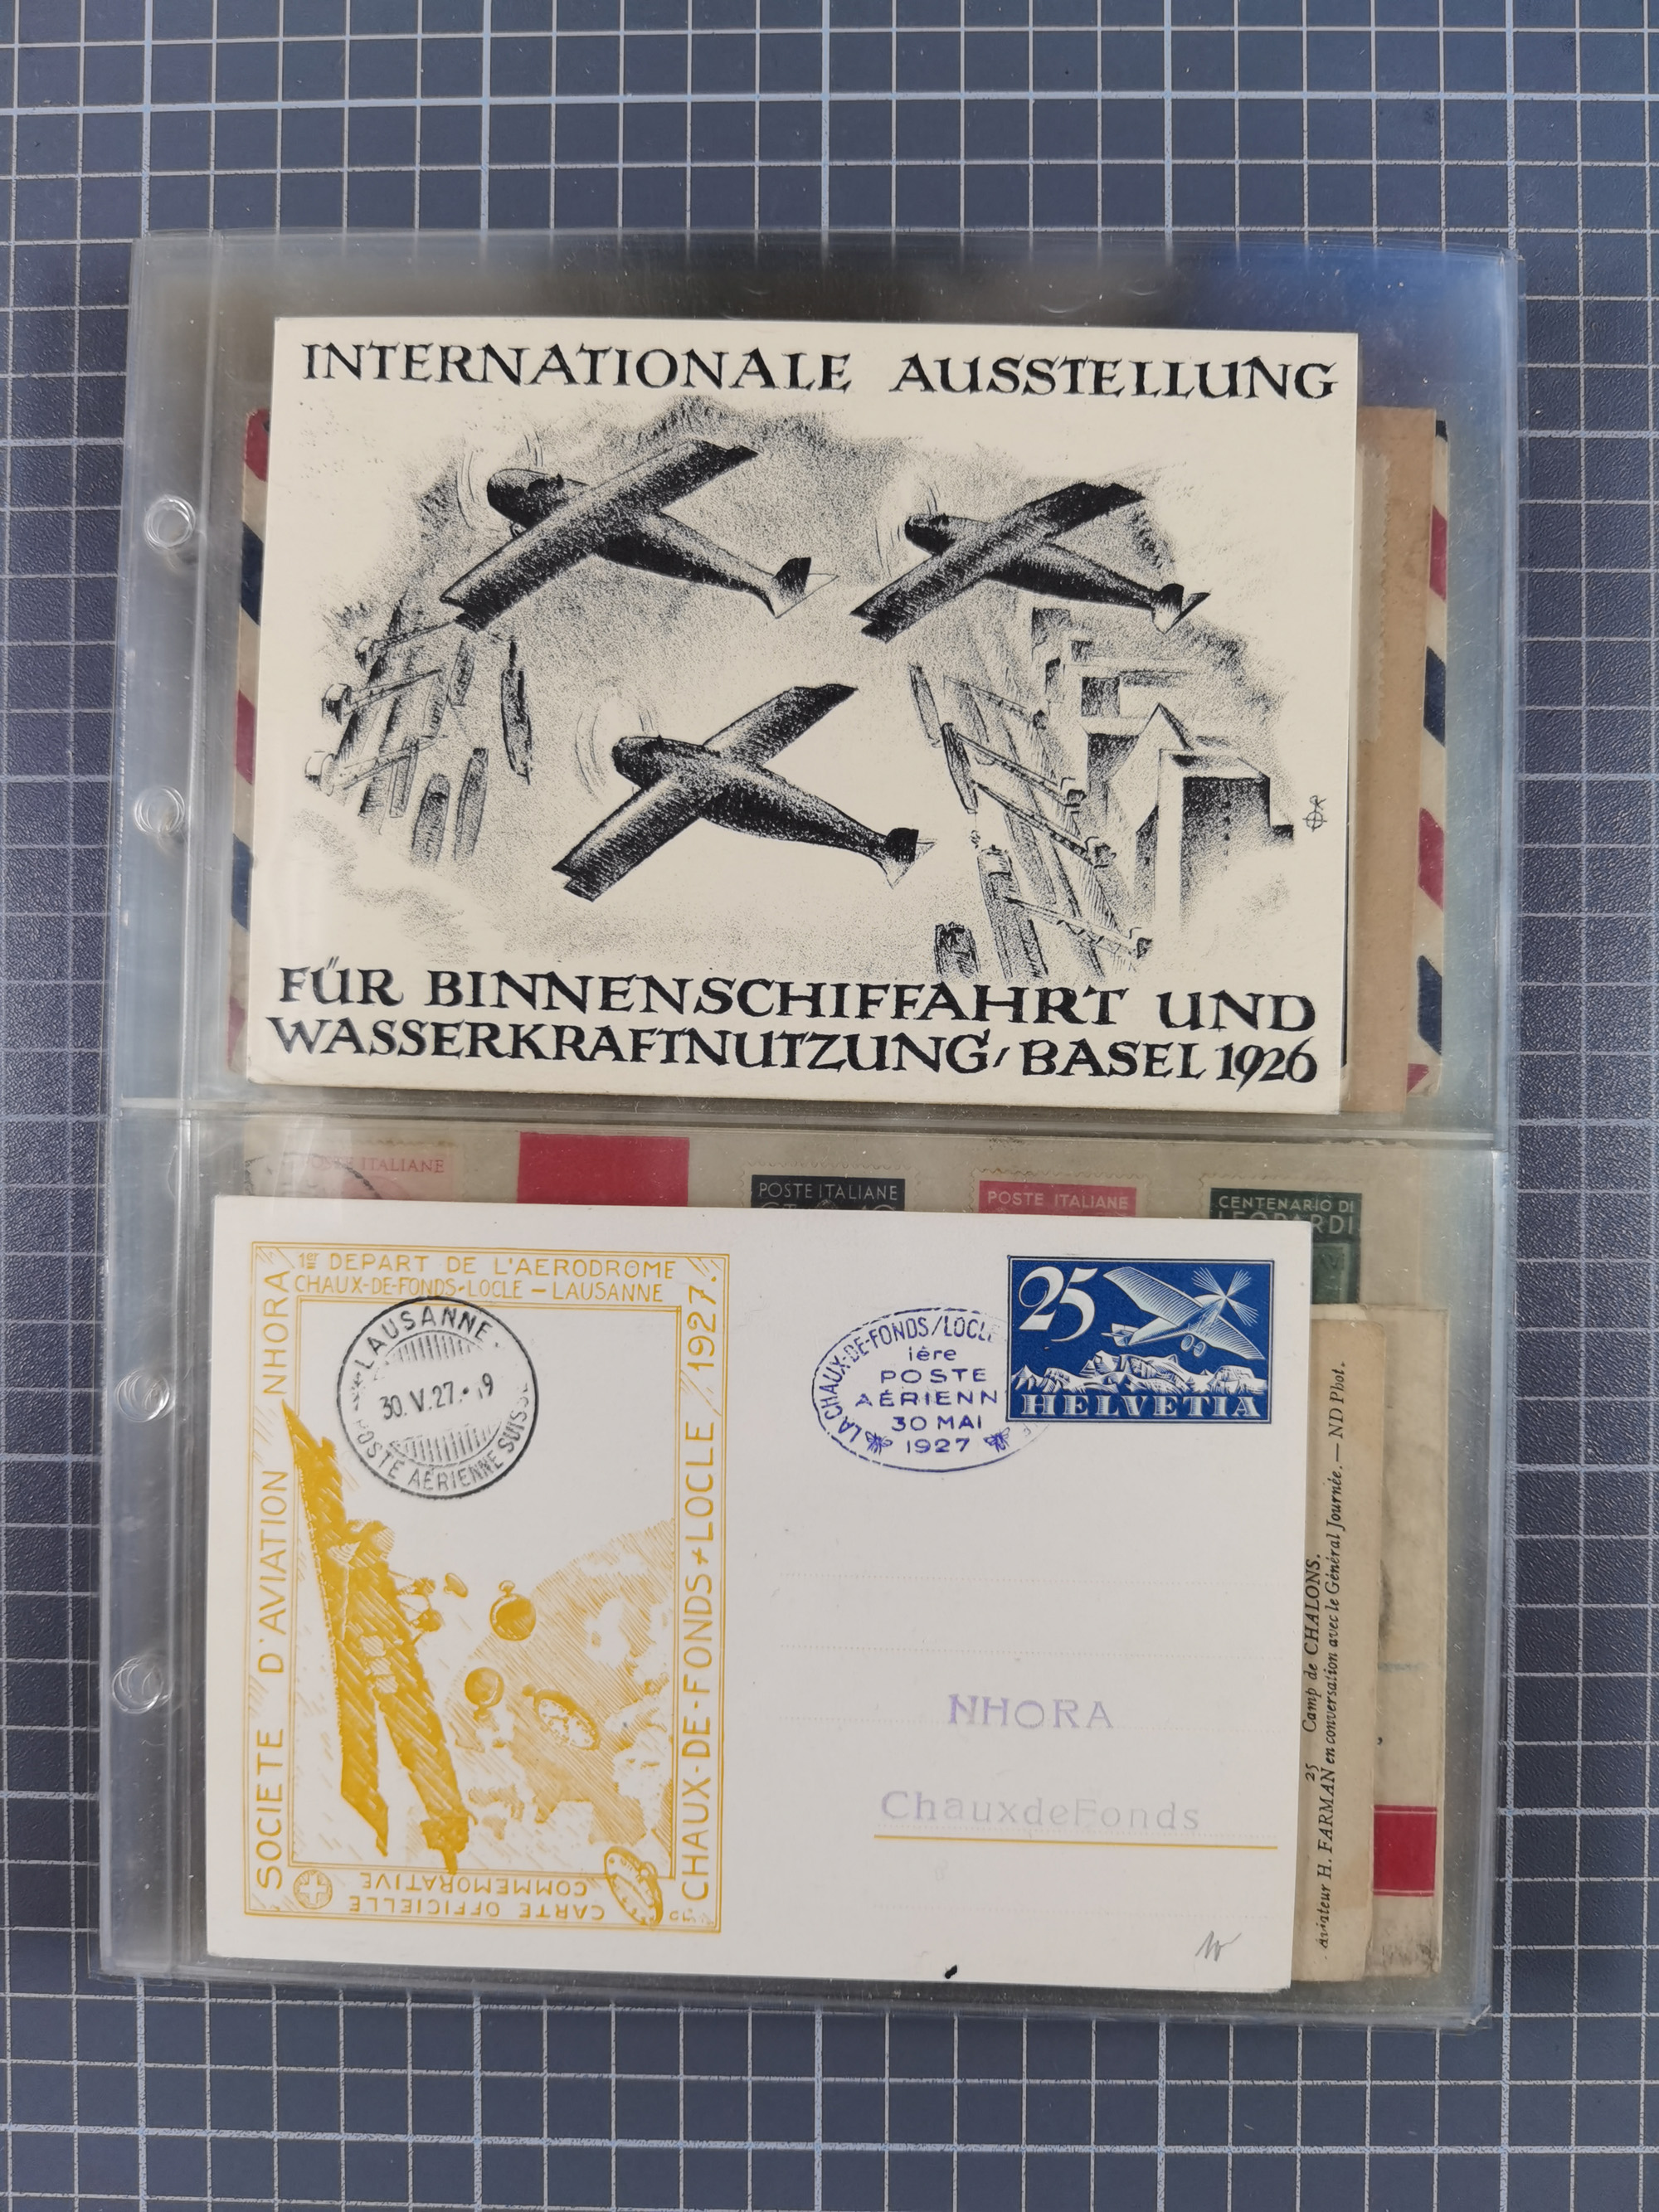 INTERNATIONALE AUSSTELLUNG
FÜR BINNENSCHIFFAHRT UND
WASSERKRAFTNUTZUNG, BASEL 1926
POSTE ITALIANE
POSTE ITALIANE
POSTE ITALIANE
CENTENARIO DI
LEOPARDI
1er DEPART DE L'AERODROME
CHAUX-DE-FONDS-LOCLE — LAUSANNE
SOCIETE D'AVIATION NHORA
CHAUX-DE-FONDS + LOCLE 1927.
CARTE OFFICIELLE
COMMEMORATIVE
LAUSANNE
30.V.27.
POSTE AÉRIENNE SUISSE
LA CHAUX-DE-FONDS/LOCLE
1ère
POSTE
AÉRIENN
30 MAI
1927
25
HELVETIA
NHORA
ChauxdeFonds
25 Camp de CHALONS.
Aviateur H. FARMAN en conversation avec le Général Journée. — ND Phot.